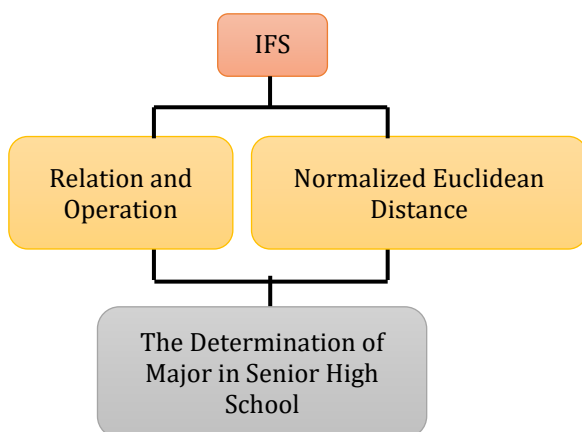 IFS
Relation and
Operation
Normalized Euclidean
Distance
The Determination of
Major in Senior High
School